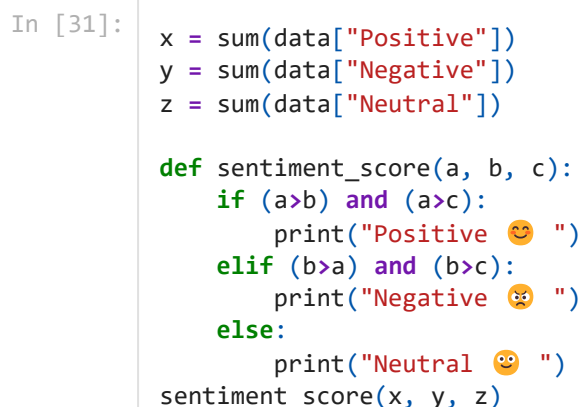 In [31]:
x = sum(data["Positive"])
y = sum(data["Negative"])
z = sum(data["Neutral"])
def sentiment_score(a, b, c):
    if (a>b) and (a>c):
        print("Positive 😊 ")
    elif (b>a) and (b>c):
        print("Negative 😠 ")
    else:
        print("Neutral 🙂 ")
sentiment_score(x, y, z)